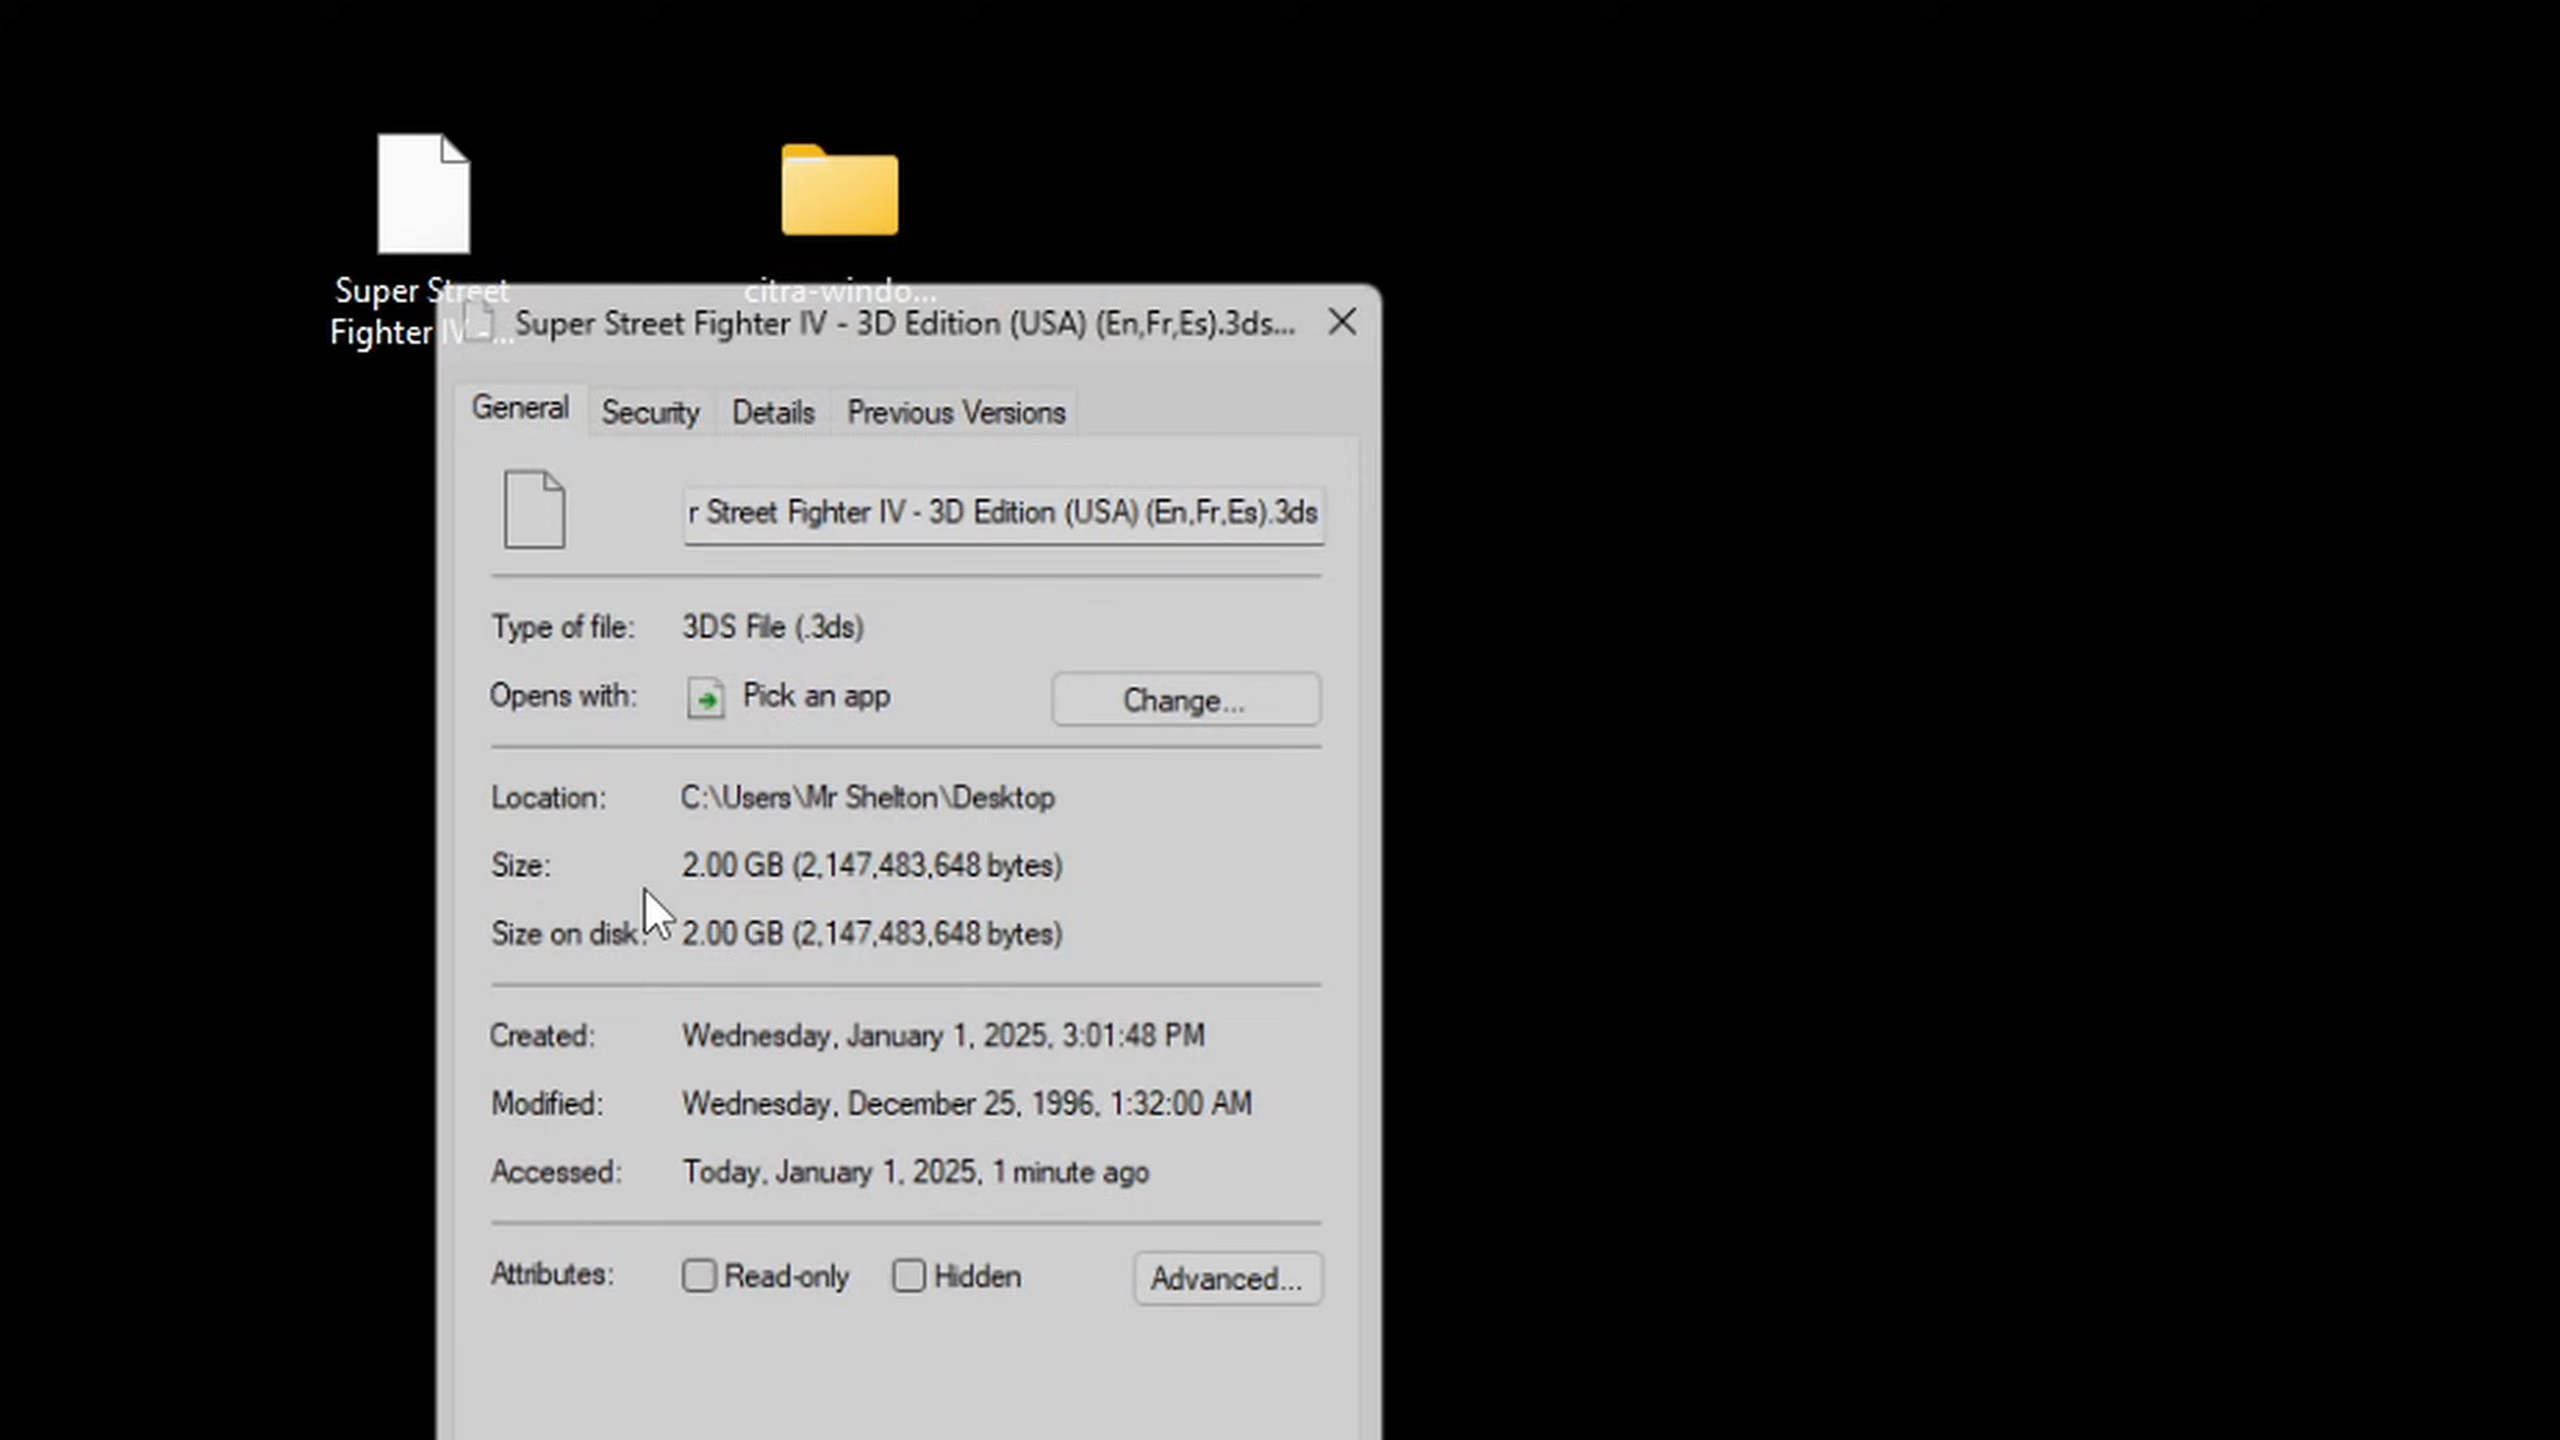 Super Street
Fighter IV - ...
citra-windo...
Super Street Fighter IV - 3D Edition (USA) (En,Fr,Es).3ds...
General
Security
Details
Previous Versions
r Street Fighter IV - 3D Edition (USA) (En,Fr,Es).3ds
Type of file: 3DS File (.3ds)
Opens with: Pick an app
Change...
Location: C:\Users\Mr Shelton\Desktop
Size: 2.00 GB (2,147,483,648 bytes)
Size on disk: 2.00 GB (2,147,483,648 bytes)
Created: Wednesday, January 1, 2025, 3:01:48 PM
Modified: Wednesday, December 25, 1996, 1:32:00 AM
Accessed: Today, January 1, 2025, 1 minute ago
Attributes: Read-only Hidden
Advanced...